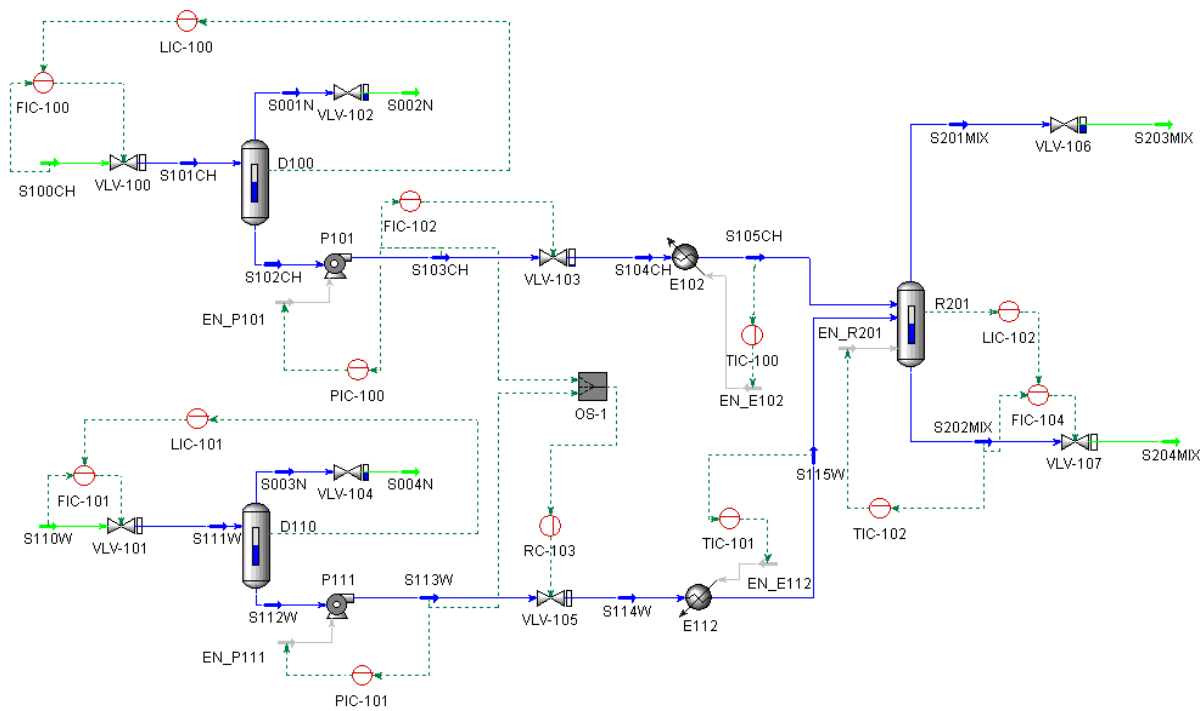 LIC-100
FIC-100
S001N
VLV-102
S002N
S201MIX
VLV-106
S203MIX
S100CH
VLV-100
S101CH
D100
FIC-102
P101
S102CH
S103CH
VLV-103
S104CH
E102
S105CH
EN_P101
PIC-100
TIC-100
EN_E102
R201
EN_R201
LIC-102
OS-1
FIC-104
LIC-101
FIC-101
S003N
VLV-104
S004N
S202MIX
VLV-107
S204MIX
S115W
S110W
VLV-101
S111W
D110
RC-103
TIC-101
TIC-102
P111
S113W
EN_E112
S112W
VLV-105
S114W
E112
EN_P111
PIC-101